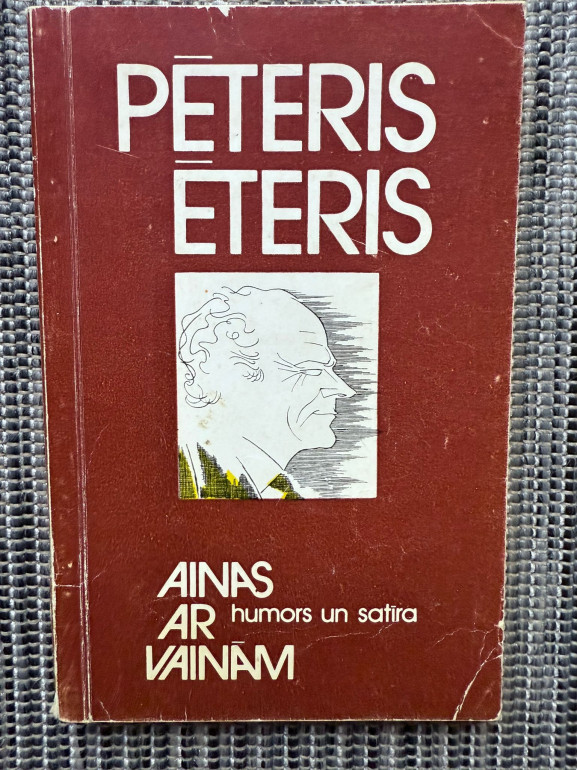 PĒTERIS
ĒTERIS
AINAS
AR humors un satīra
VAINĀM